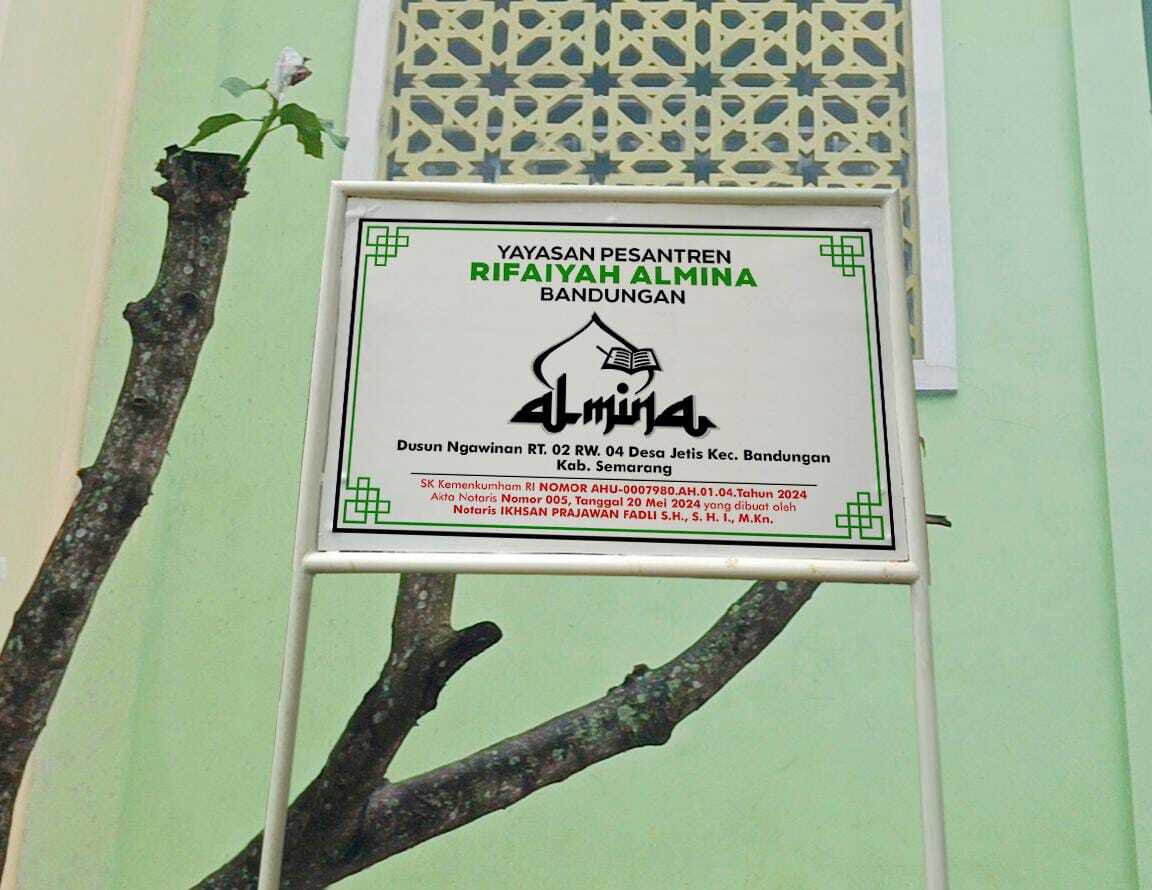 YAYASAN PESANTREN
RIFAIYAH ALMINA
BANDUNGAN
almina
Dusun Ngawinan RT. 02 RW. 04 Desa Jetis Kec. Bandungan
Kab. Semarang
SK Kemenkumham RI NOMOR AHU-0007980.AH.01.04.Tahun 2024
Akta Notaris Nomor 005, Tanggal 20 Mei 2024 yang dibuat oleh
Notaris IKHSAN PRAJAWAN FADLI S.H., S. H. I., M.Kn.